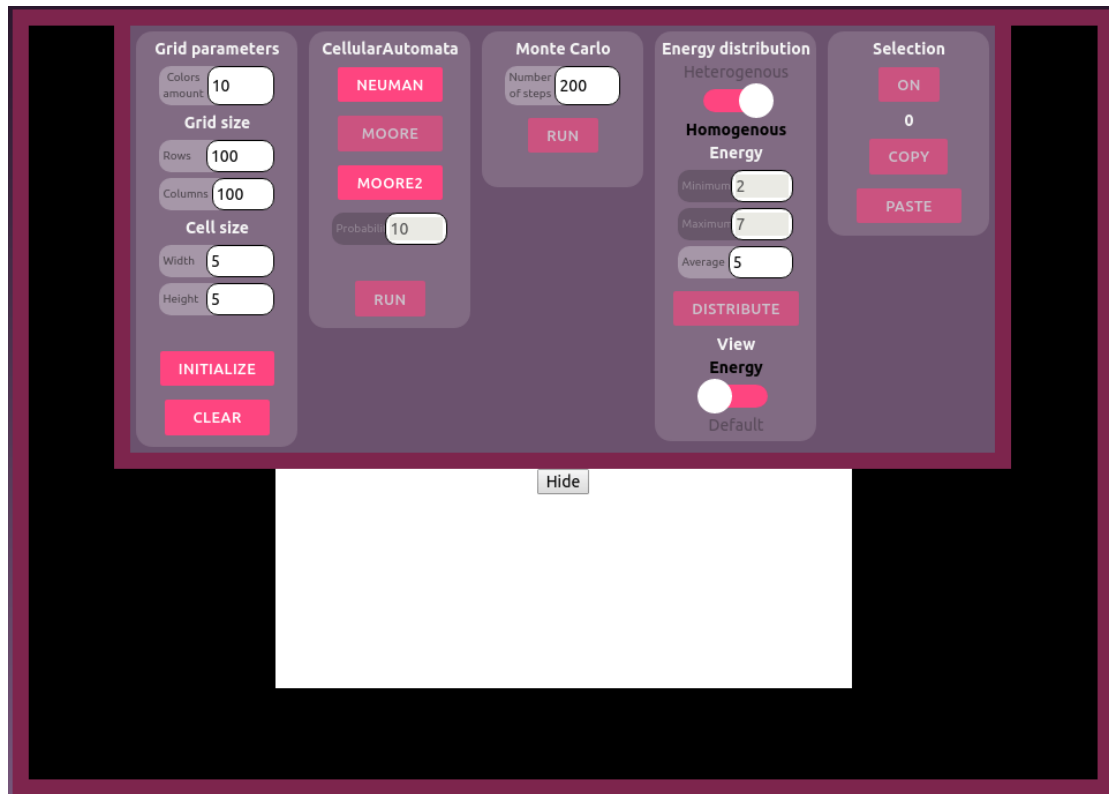 Grid parameters
Colors amount 10
Grid size
Rows 100
Columns 100
Cell size
Width 5
Height 5
INITIALIZE
CLEAR
CellularAutomata
NEUMAN
MOORE
MOORE2
Probabili 10
RUN
Monte Carlo
Number of steps 200
RUN
Energy distribution
Heterogenous
Homogenous
Energy
Minimum 2
Maximum 7
Average 5
DISTRIBUTE
View
Energy
Default
Selection
ON
0
COPY
PASTE
Hide